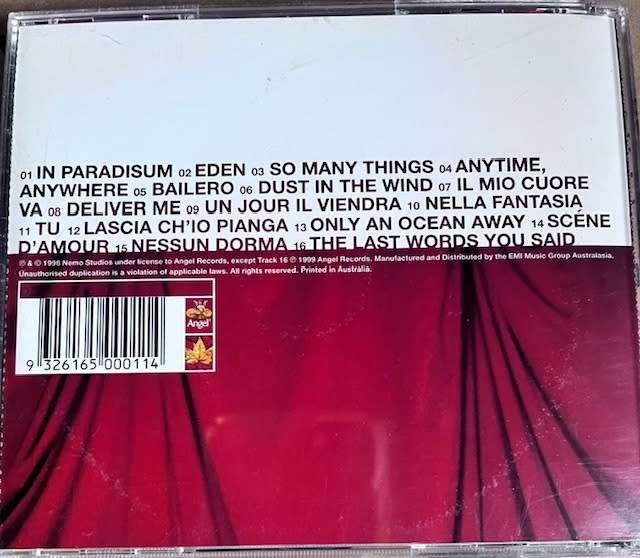 01 IN PARADISUM 02 EDEN 03 SO MANY THINGS 04 ANYTIME,
ANYWHERE 05 BAILERO 06 DUST IN THE WIND 07 IL MIO CUORE
VA 08 DELIVER ME 09 UN JOUR IL VIENDRA 10 NELLA FANTASIA
11 TU 12 LASCIA CH'IO PIANGA 13 ONLY AN OCEAN AWAY 14 SCÉNE
D'AMOUR 15 NESSUN DORMA 16 THE LAST WORDS YOU SAID
℗ & © 1998 Nemo Studios under license to Angel Records, except Track 16 ℗ 1999 Angel Records. Manufactured and Distributed by the EMI Music Group Australasia.
Unauthorised duplication is a violation of applicable laws. All rights reserved. Printed in Australia.
Angel
9 326165 000114